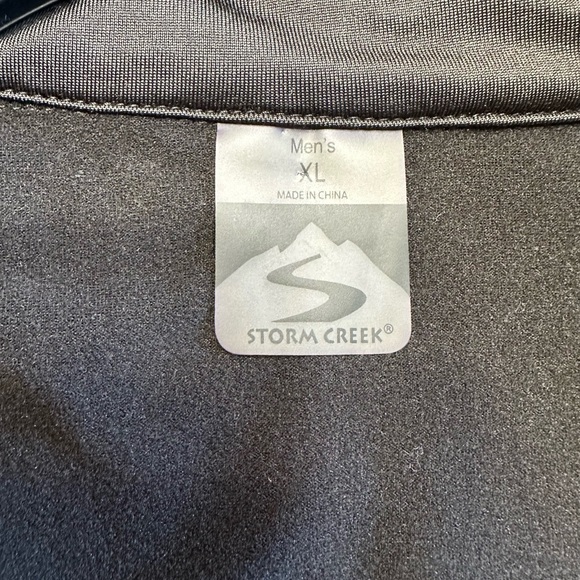 Men's
XL
MADE IN CHINA
STORM CREEK®